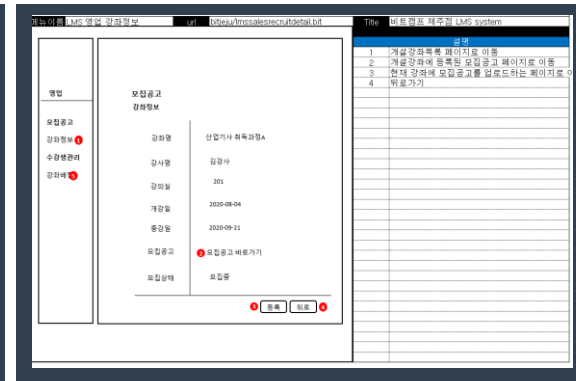 메뉴이름 LMS 영업 강좌정보 url bitjeju/lmssalesrecruitdetail.bit Title 비트캠프 제주점 LMS system
설명
1 개설강좌목록 페이지로 이동
2 개설강좌에 등록된 모집공고 페이지로 이동
3 현재 강좌에 모집공고를 업로드하는 페이지로
4 뒤로가기
영업
모집공고
강좌정보 1
수강생관리
강좌배 5
모집공고
강좌정보
강좌명 산업기사 취득과정A
강사명 김강사
강의실 201
개강일 2020-08-04
종강일 2020-09-21
모집공고 2 모집공고 바로가기
모집상태 모집중
3 등록 뒤로 4